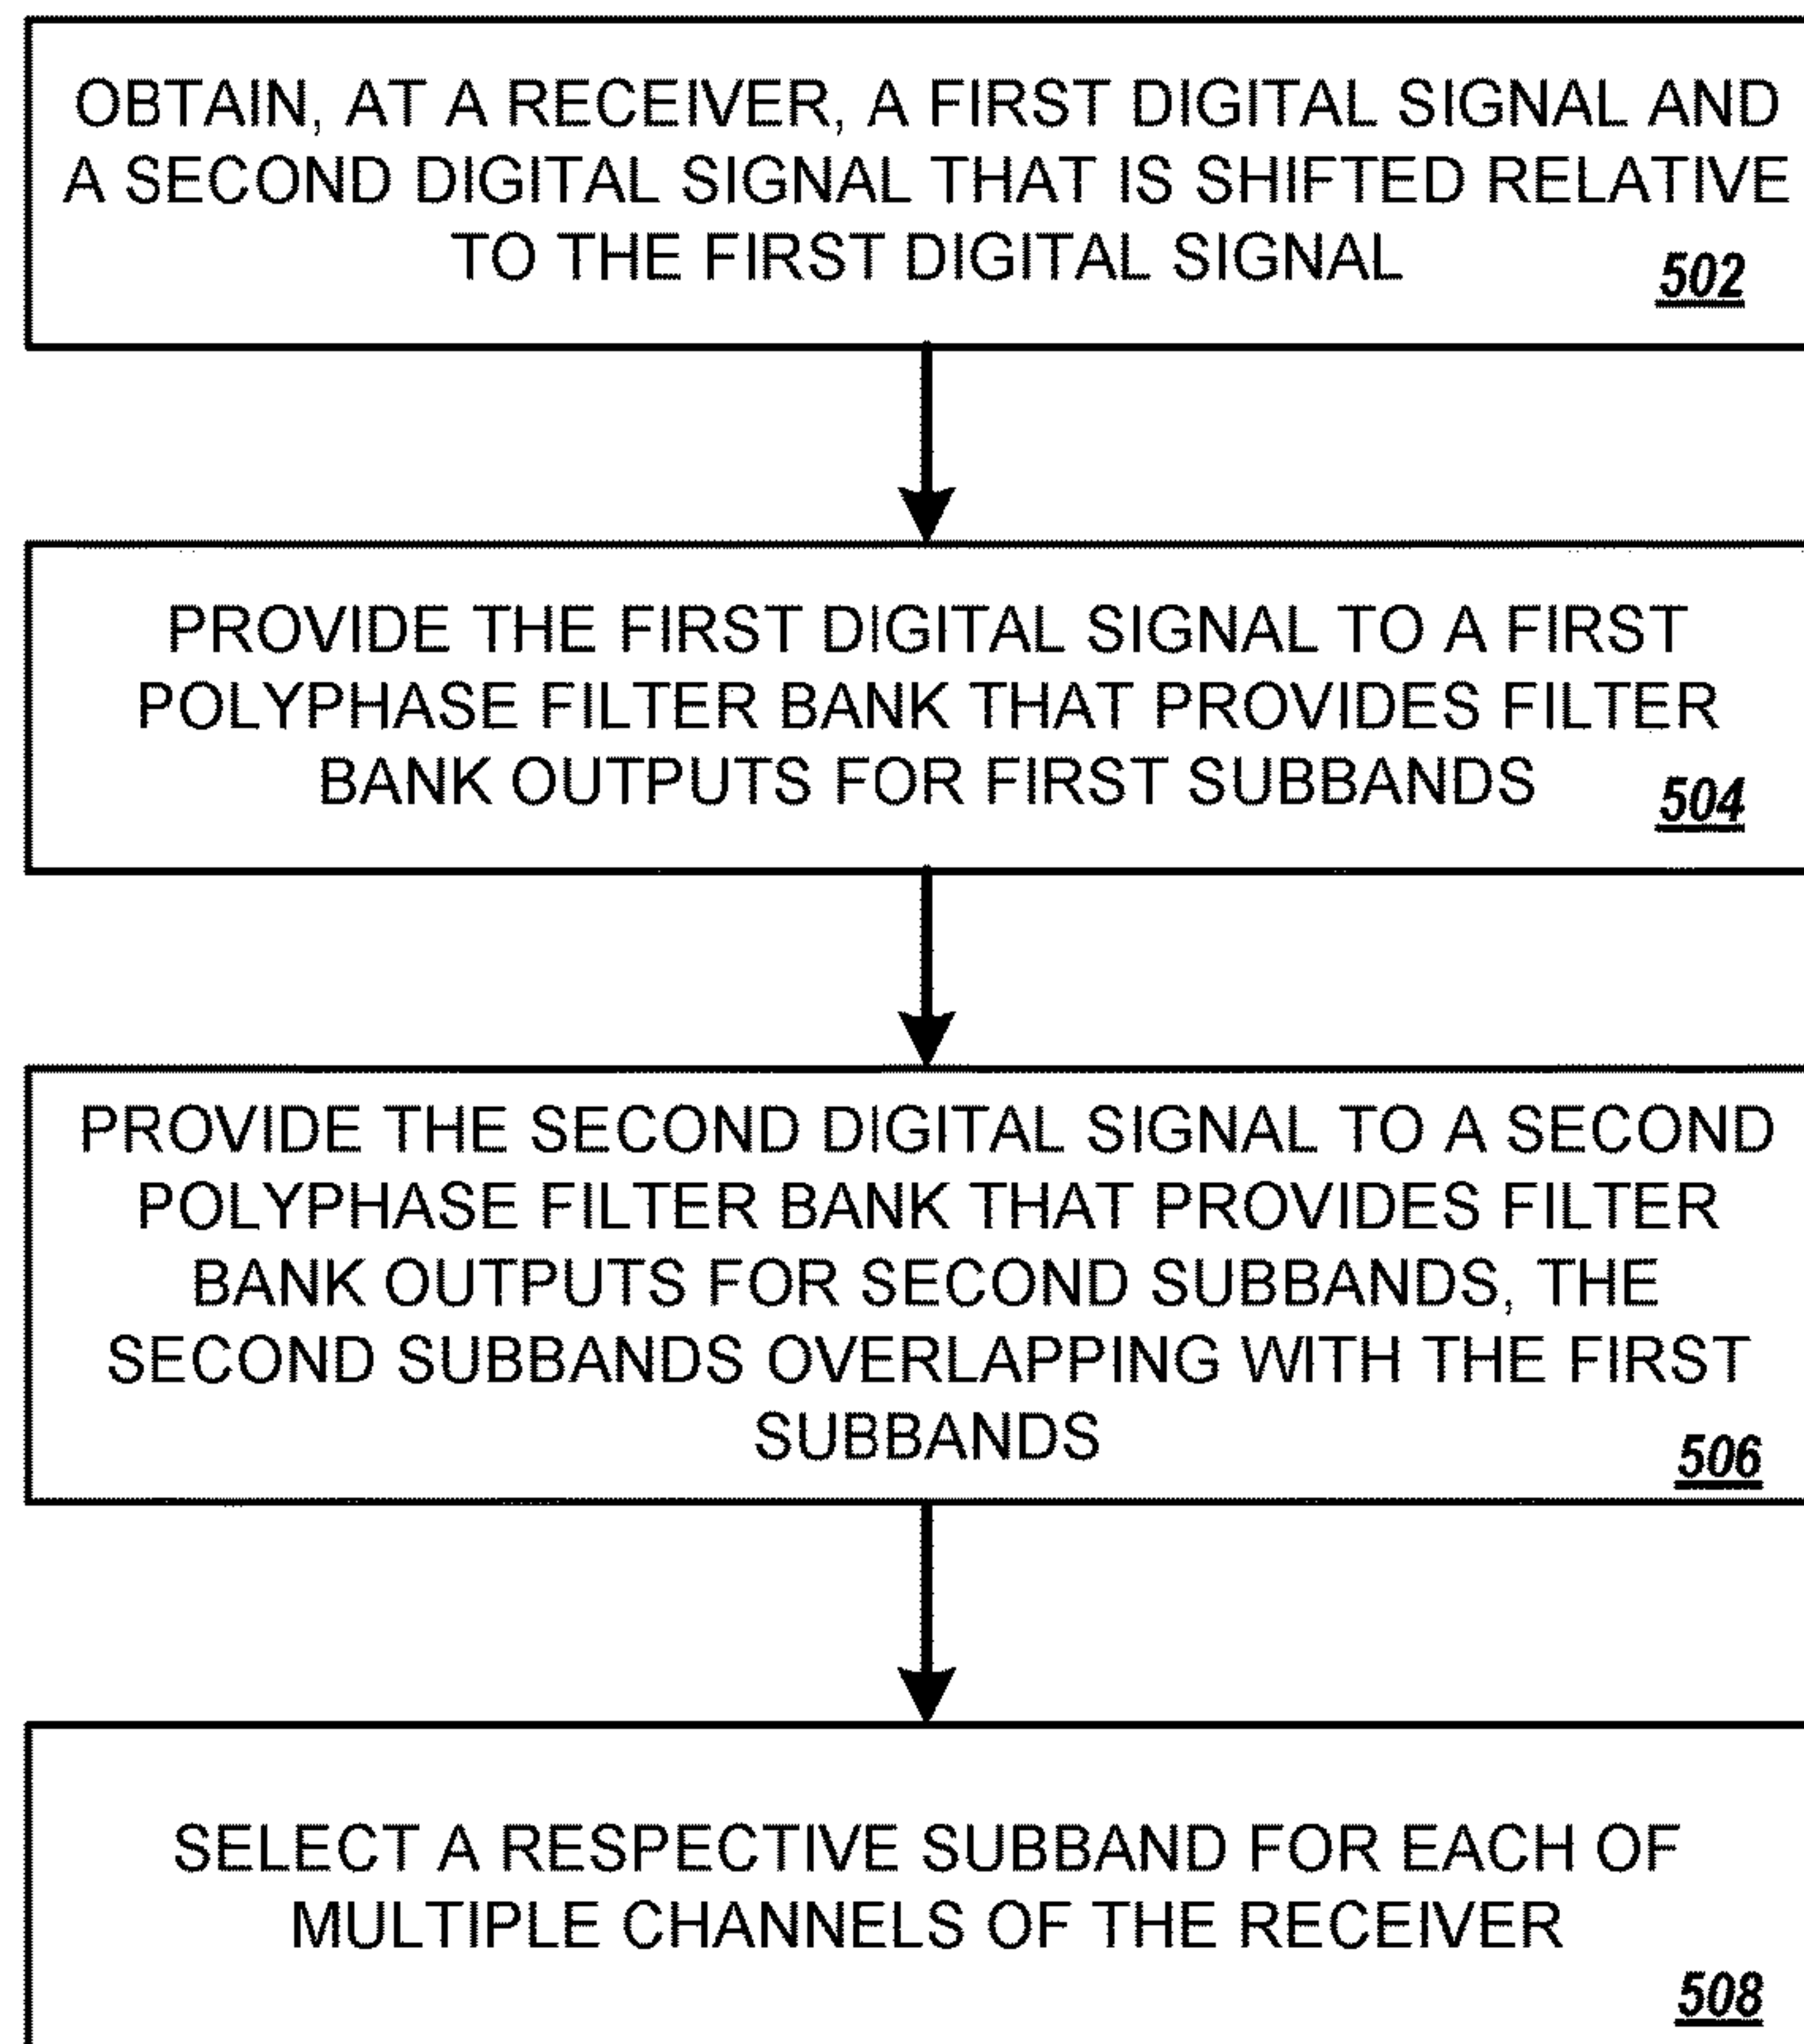 OBTAIN, AT A RECEIVER, A FIRST DIGITAL SIGNAL AND
A SECOND DIGITAL SIGNAL THAT IS SHIFTED RELATIVE
TO THE FIRST DIGITAL SIGNAL
502
PROVIDE THE FIRST DIGITAL SIGNAL TO A FIRST
POLYPHASE FILTER BANK THAT PROVIDES FILTER
BANK OUTPUTS FOR FIRST SUBBANDS
504
PROVIDE THE SECOND DIGITAL SIGNAL TO A SECOND
POLYPHASE FILTER BANK THAT PROVIDES FILTER
BANK OUTPUTS FOR SECOND SUBBANDS, THE
SECOND SUBBANDS OVERLAPPING WITH THE FIRST
SUBBANDS
506
SELECT A RESPECTIVE SUBBAND FOR EACH OF
MULTIPLE CHANNELS OF THE RECEIVER
508